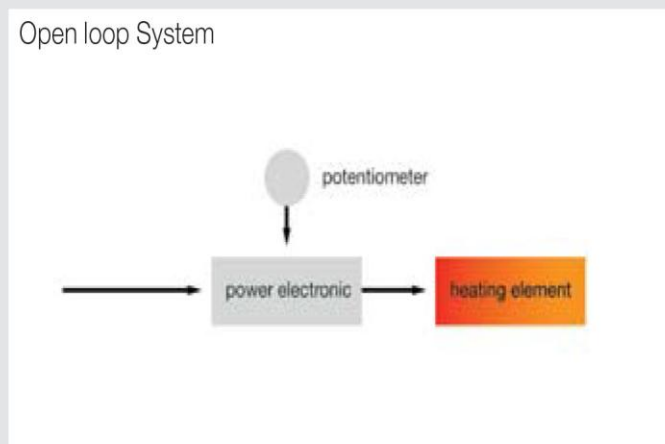 Open loop System
potentiometer
power electronic
heating element